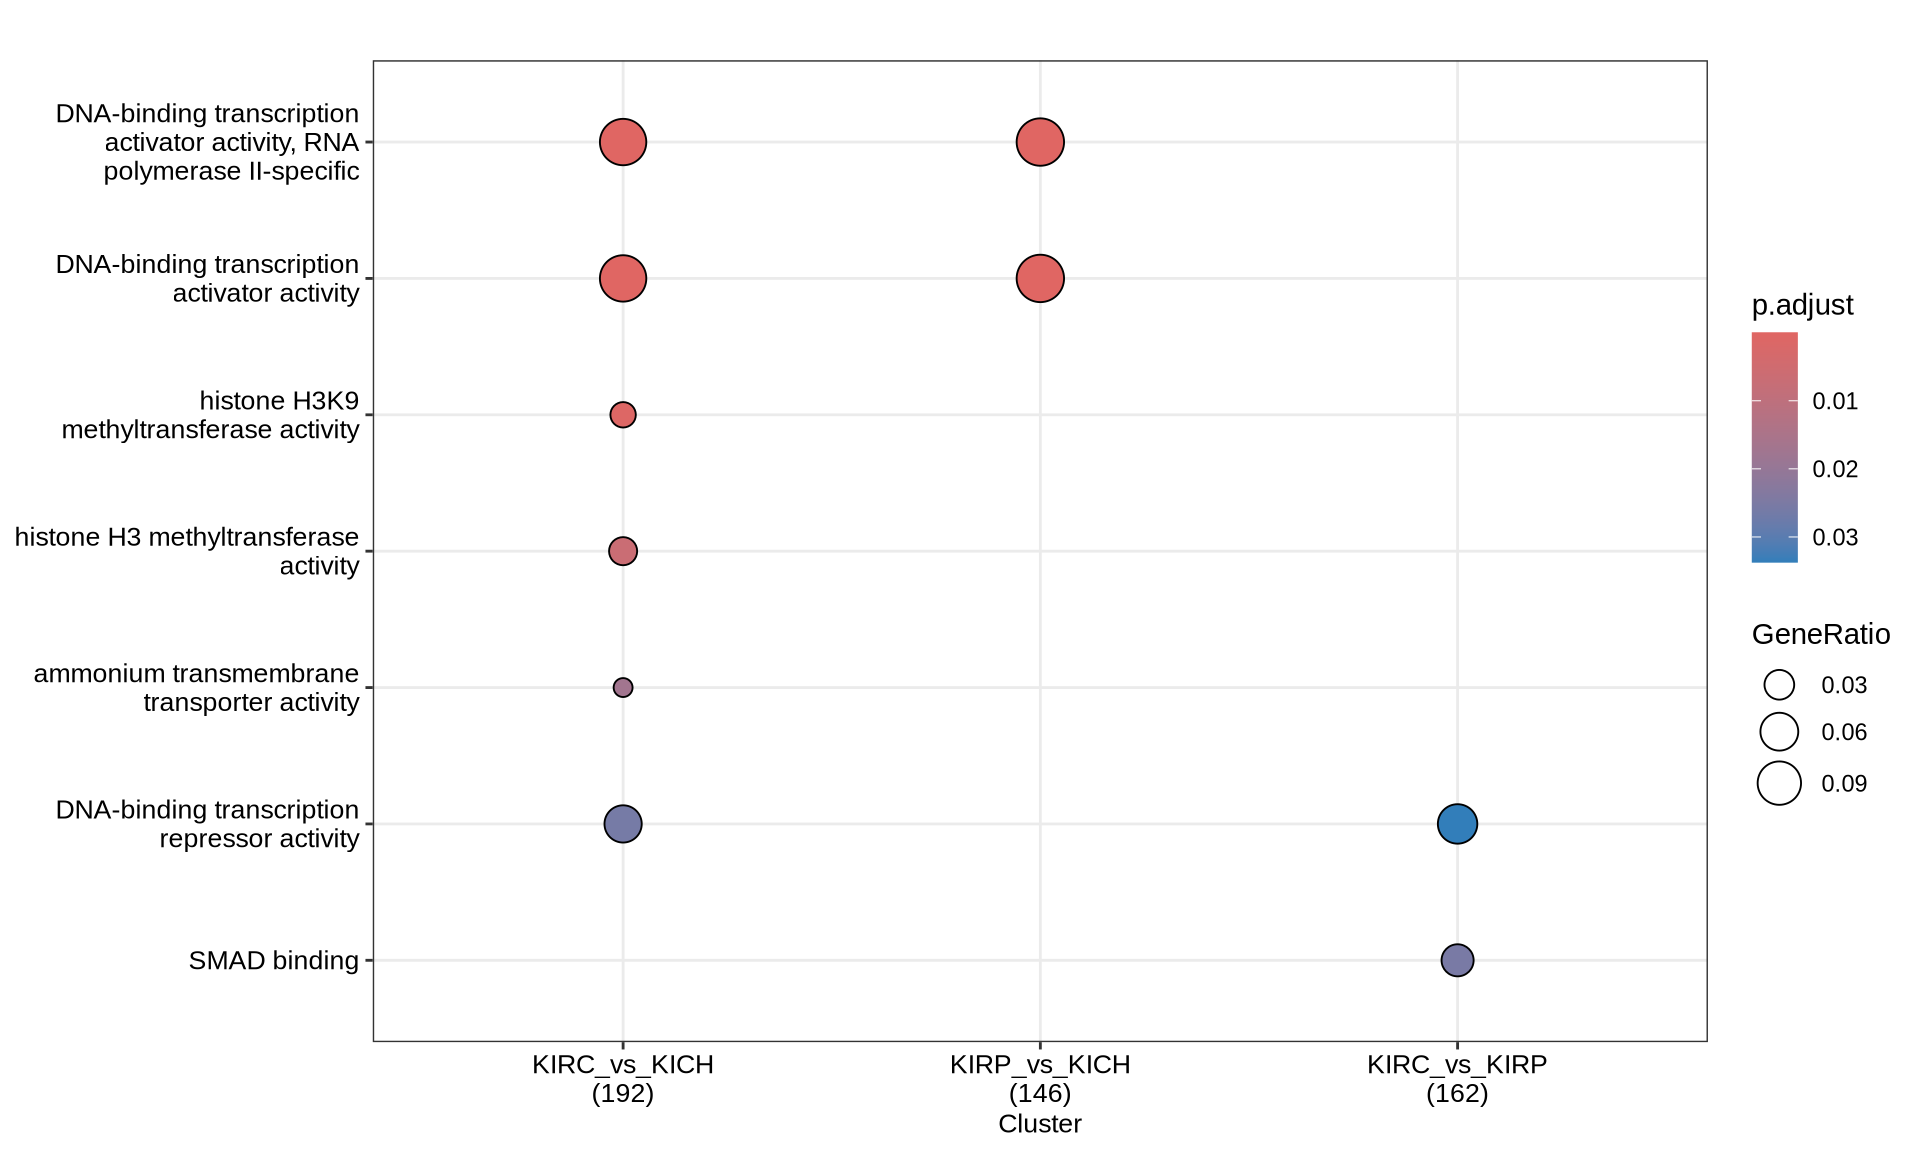 DNA-binding transcription
activator activity, RNA
polymerase II-specific
DNA-binding transcription
activator activity
histone H3K9
methyltransferase activity
histone H3 methyltransferase
activity
ammonium transmembrane
transporter activity
DNA-binding transcription
repressor activity
SMAD binding
KIRC_vs_KICH
(192)
KIRP_vs_KICH
(146)
KIRC_vs_KIRP
(162)
Cluster
p.adjust
0.01
0.02
0.03
GeneRatio
0.03
0.06
0.09